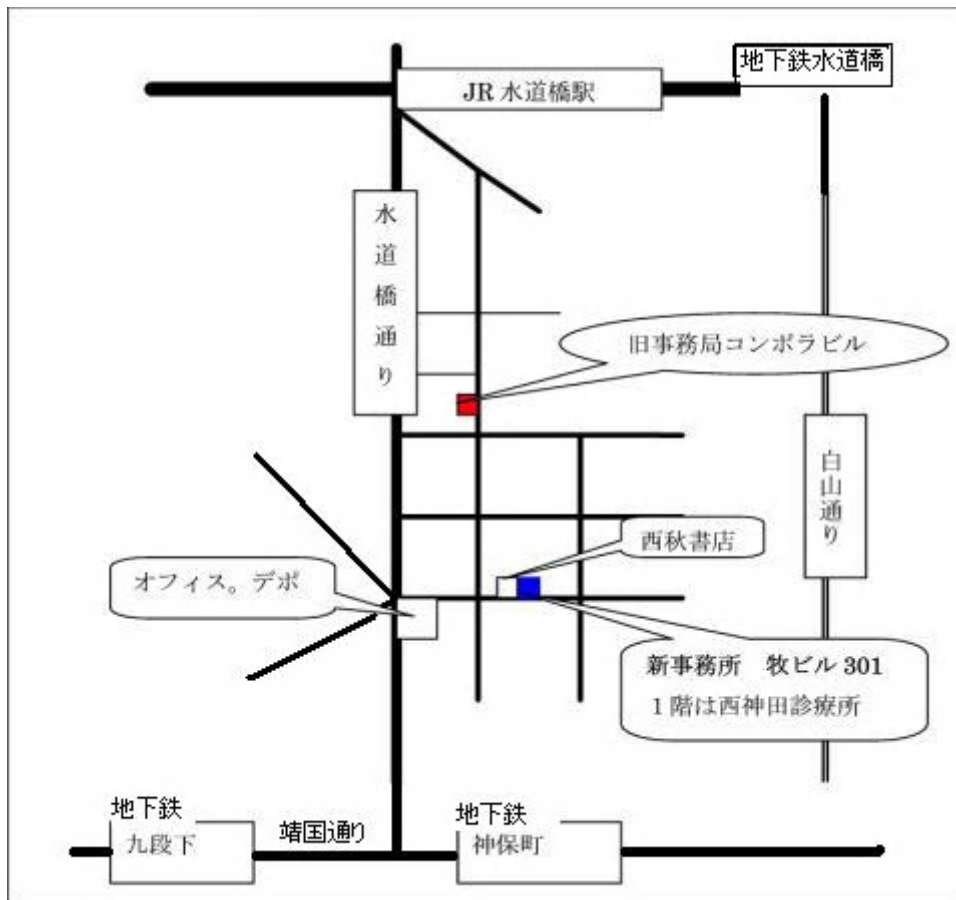 地下鉄水道橋
JR 水道橋駅
水道橋通り
旧事務局コンポラビル
白山通り
西秋書店
オフィス。デポ
新事務所　牧ビル 301
１階は西神田診療所
地下鉄
九段下
靖国通り
地下鉄
神保町